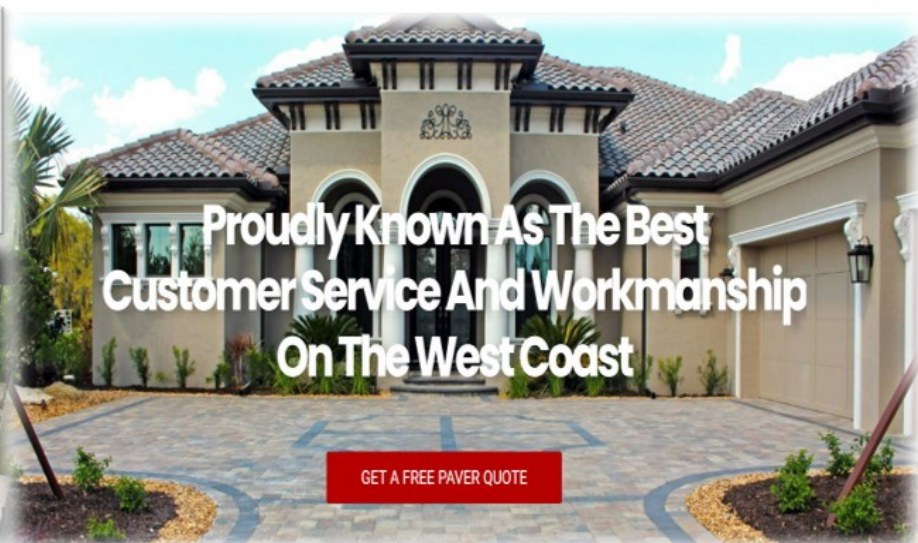 Proudly Known As The Best
Customer Service And Workmanship
On The West Coast
GET A FREE PAVER QUOTE